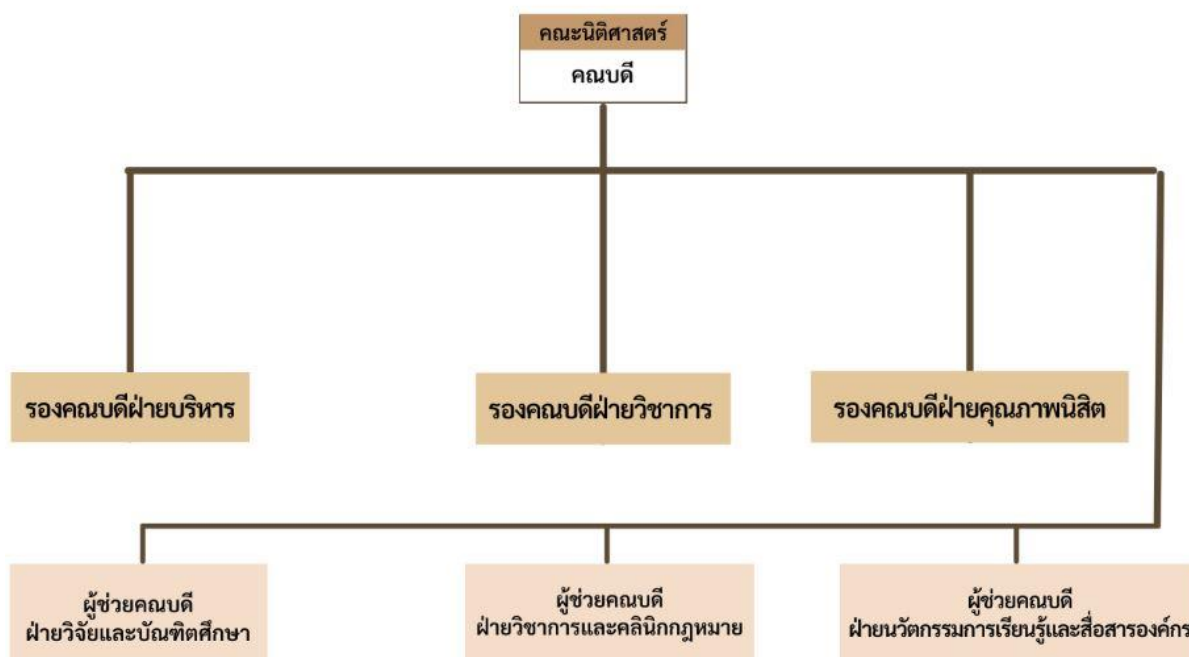 คณะนิติศาสตร์
คณบดี
รองคณบดีฝ่ายบริหาร
รองคณบดีฝ่ายวิชาการ
รองคณบดีฝ่ายคุณภาพนิสิต
ผู้ช่วยคณบดี
ฝ่ายวิจัยและบัณฑิตศึกษา
ผู้ช่วยคณบดี
ฝ่ายวิชาการและคลินิกกฎหมาย
ผู้ช่วยคณบดี
ฝ่ายนวัตกรรมการเรียนรู้และสื่อสารองค์กร